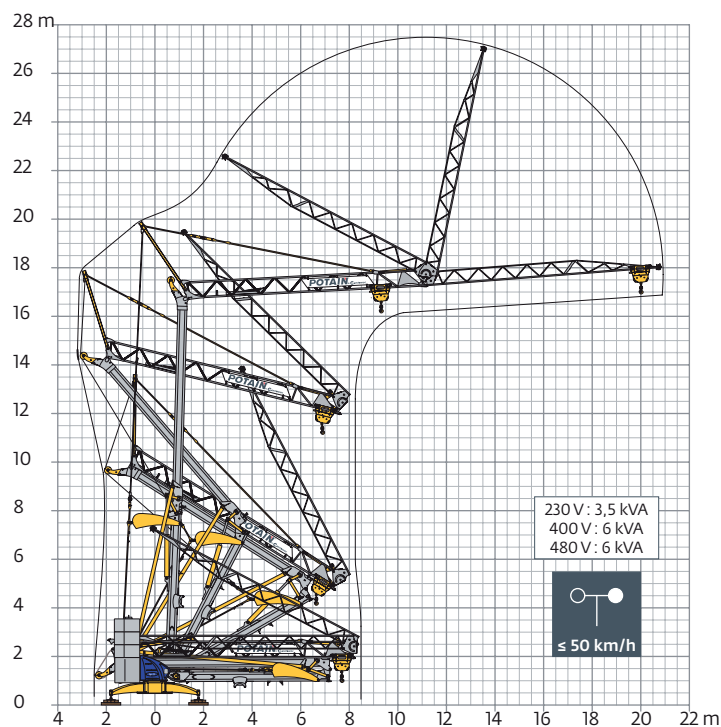 28 m
26
24
22
20
18
16
14
12
10
8
6
4
2
0
POTAIN
POTAIN
POTAIN
POTAIN
230 V : 3,5 kVA
400 V : 6 kVA
480 V : 6 kVA
≤ 50 km/h
4 2 0 2 4 6 8 10 12 14 16 18 20 22 m